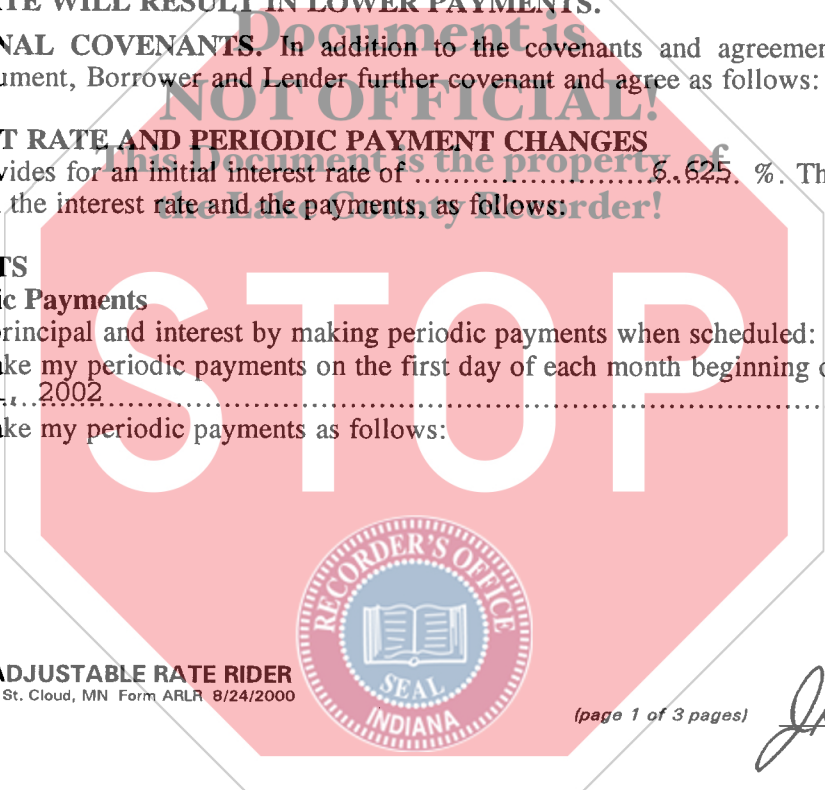 TE WILL RESULT IN LOWER PAYMENTS.
Document is
NAL COVENANTS. In addition to the covenants and agreemen
ument, Borrower and Lender further covenant and agree as follows:
NOT OFFICIAL!
T RATE AND PERIODIC PAYMENT CHANGES
This Document is the property of
vides for an initial interest rate of ........................6.625. %. Th
the interest rate and the payments, as follows:
the Lake County Recorder!
TS
ic Payments
rincipal and interest by making periodic payments when scheduled:
ke my periodic payments on the first day of each month beginning o
, 2002
ke my periodic payments as follows:
STOP
RECORDER'S OFFICE
SEAL
INDIANA
ADJUSTABLE RATE RIDER
St. Cloud, MN Form ARLR 8/24/2000
(page 1 of 3 pages)